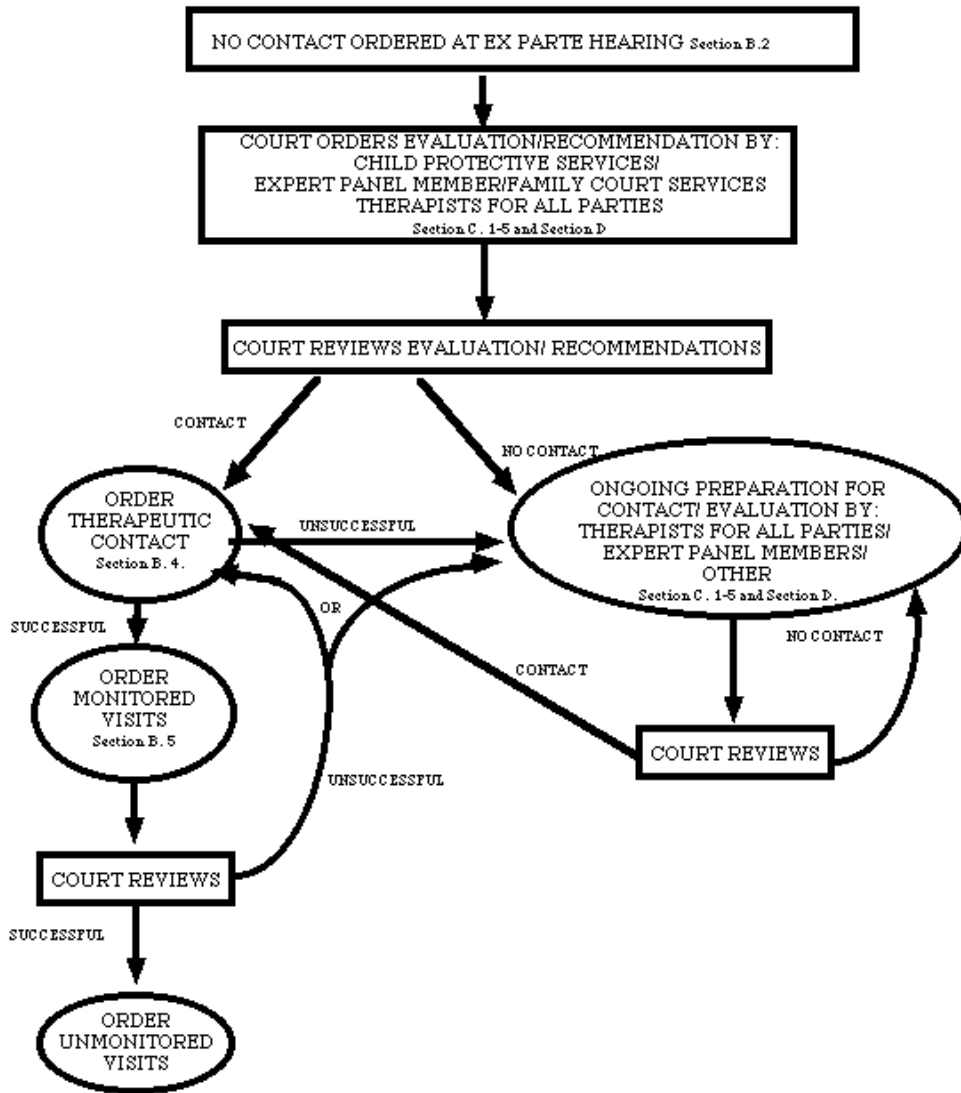 NO CONTACT ORDERED AT EX PARTE HEARING Section B.2
COURT ORDERS EVALUATION/RECOMMENDATION BY:
CHILD PROTECTIVE SERVICES/
EXPERT PANEL MEMBER/FAMILY COURT SERVICES
THERAPISTS FOR ALL PARTIES
Section C . 1-5 and Section D
COURT REVIEWS EVALUATION/ RECOMMENDATIONS
CONTACT
NO CONTACT
ORDER
THERAPEUTIC
CONTACT
Section B. 4.
UNSUCCESSFUL
ONGOING PREPARATION FOR
CONTACT/ EVALUATION BY:
THERAPISTS FOR ALL PARTIES/
EXPERT PANEL MEMBERS/
OTHER
Section C . 1-5 and Section D.
OR
SUCCESSFUL
NO CONTACT
CONTACT
ORDER
MONITORED
VISITS
Section B. 5
COURT REVIEWS
UNSUCCESSFUL
COURT REVIEWS
SUCCESSFUL
ORDER
UNMONITORED
VISITS